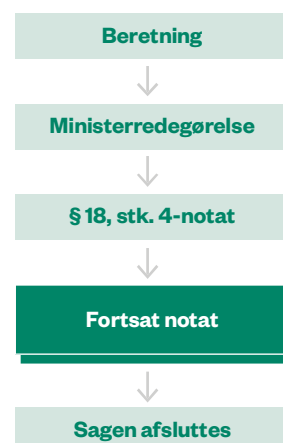 Beretning
Ministerredegørelse
§ 18, stk. 4-notat
Fortsat notat
Sagen afsluttes